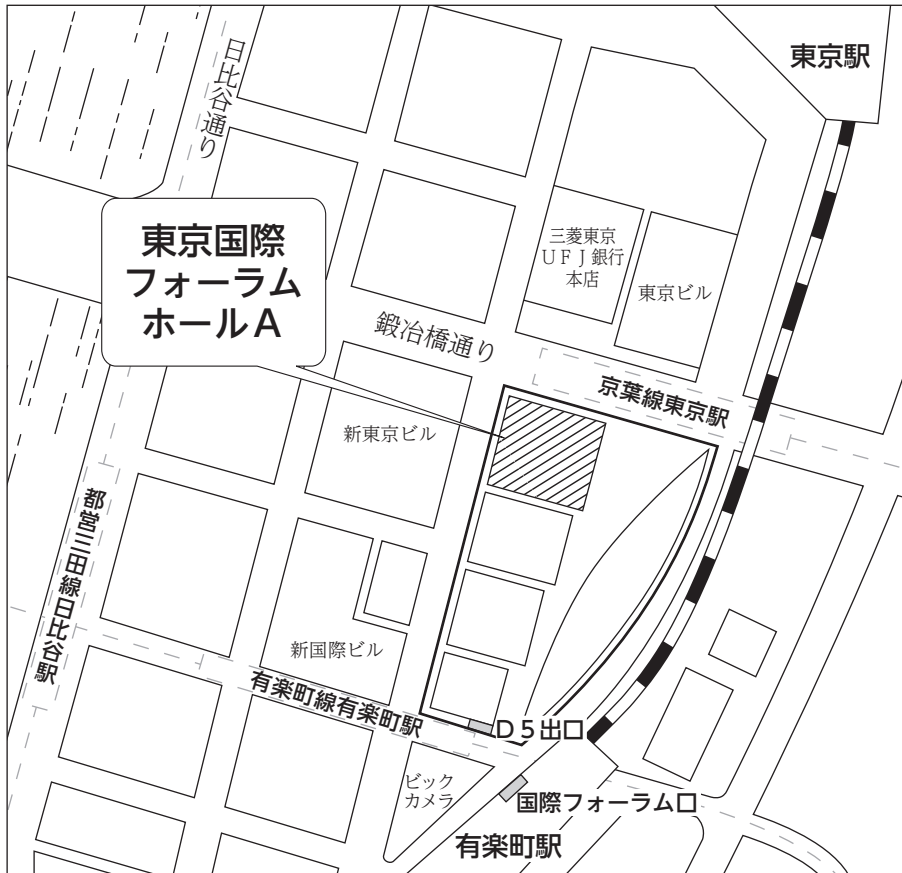 東京駅
日比谷通り
東京国際
フォーラム
ホールA
三菱東京
UFJ銀行
本店
東京ビル
鍛冶橋通り
京葉線東京駅
新東京ビル
都営三田線日比谷駅
新国際ビル
有楽町線有楽町駅
D5出口
ビック
カメラ
国際フォーラム口
有楽町駅